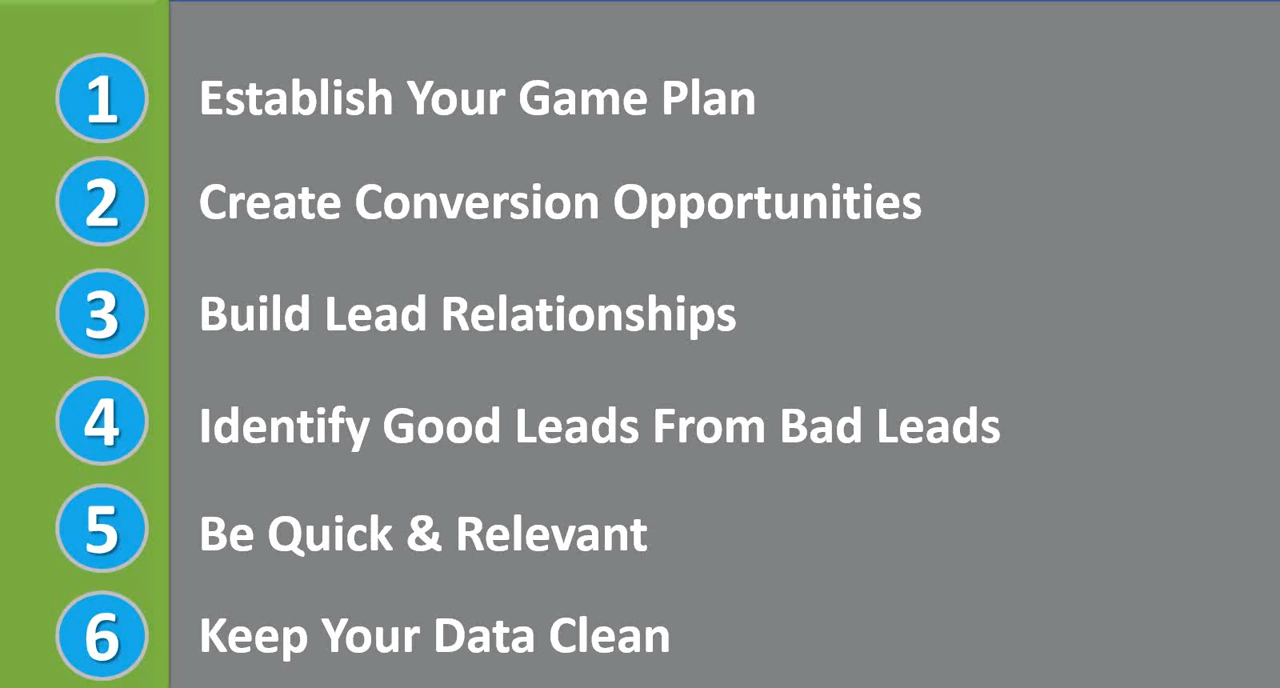 1 Establish Your Game Plan
2 Create Conversion Opportunities
3 Build Lead Relationships
4 Identify Good Leads From Bad Leads
5 Be Quick & Relevant
6 Keep Your Data Clean